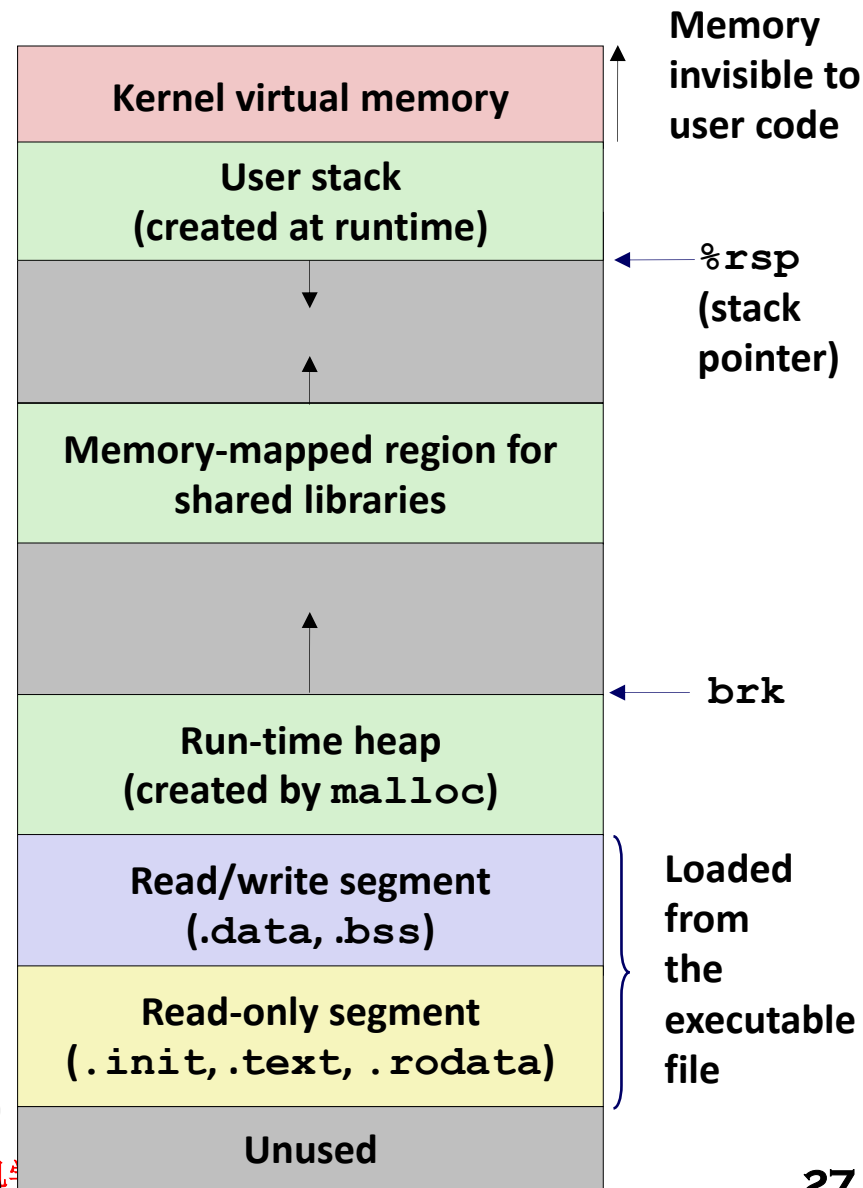 Memory
invisible to
user code
Kernel virtual memory
User stack
(created at runtime)
%rsp
(stack
pointer)
Memory-mapped region for
shared libraries
brk
Run-time heap
(created by malloc)
Read/write segment
(.data, .bss)
Loaded
from
the
executable
file
Read-only segment
(.init, .text, .rodata)
Unused
27